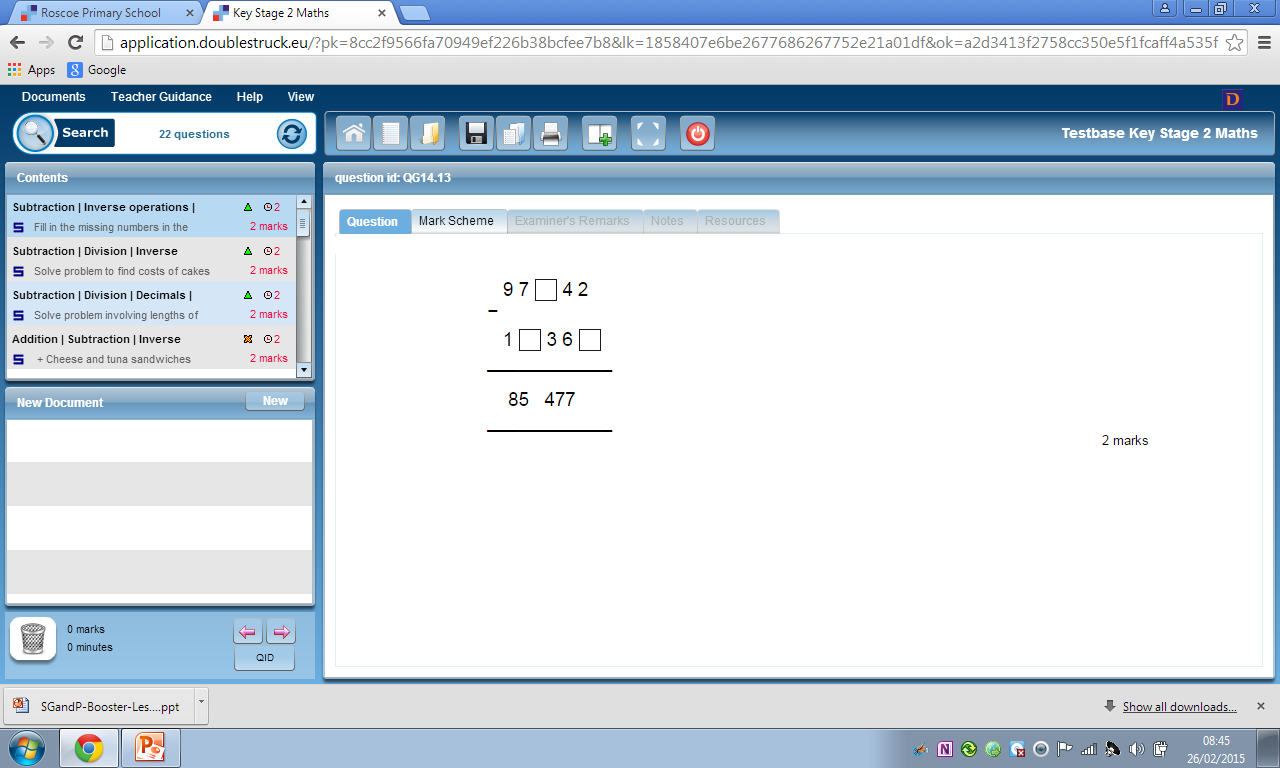 Roscoe Primary School
Key Stage 2 Maths
application.doublestruck.eu/?pk=8cc2f9566fa70949ef226b38bcfee7b8&lk=1858407e6be2677686267752e21a01df&ok=a2d3413f2758cc350e5f1fcaff4a535f
Apps Google
Documents Teacher Guidance Help View
D
Search 22 questions
Testbase Key Stage 2 Maths
Contents
question id: QG14.13
Subtraction | Inverse operations | 2
S Fill in the missing numbers in the 2 marks
Subtraction | Division | Inverse 2
S Solve problem to find costs of cakes 2 marks
Subtraction | Division | Decimals | 2
S Solve problem involving lengths of 2 marks
Addition | Subtraction | Inverse 2
S + Cheese and tuna sandwiches 2 marks
Question Mark Scheme Examiner's Remarks Notes Resources
9 7 □ 4 2
–
1 □ 3 6 □
85 477
2 marks
New Document New
0 marks
0 minutes
QID
SGandP-Booster-Les....ppt
Show all downloads...
08:45
26/02/2015